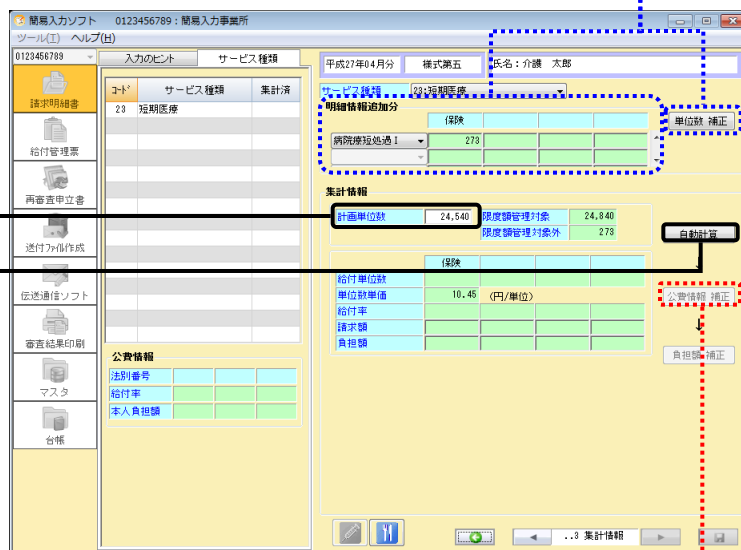 簡易入力ソフト 0123456789：簡易入力事業所
ツール(T) ヘルプ(H)
0123456789
請求明細書
給付管理票
再審査申立書
送付ﾌｧｲﾙ作成
伝送通信ソフト
審査結果印刷
マスタ
台帳
入力のヒント サービス種類
ｺｰﾄﾞ サービス種類 集計済
23 短期医療
公費情報
法別番号
給付率
本人負担額
平成27年04月分 様式第五 氏名：介護 太郎
サービス種類 23:短期医療
明細情報追加分
保険
病院療短処遇Ⅰ 273
単位数 補正
集計情報
計画単位数 24,540 限度額管理対象 24,840
限度額管理対象外 273
自動計算
↓
保険
給付単位数
単位数単価 10.45 (円/単位)
給付率
請求額
負担額
公費情報 補正
↓
負担額 補正
..3 集計情報